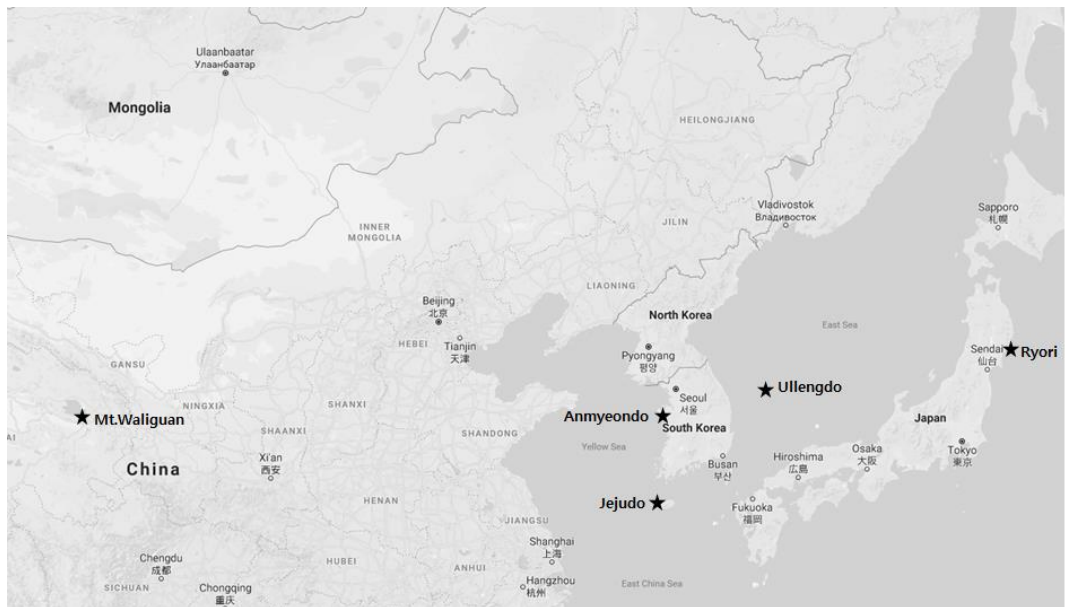 Ulaanbaatar
Улаанбаатар
Mongolia
HEILONGJIANG
Vladivostok
Владивосток
Sapporo
札幌
INNER
MONGOLIA
JILIN
LIAONING
Beijing
北京
North Korea
East Sea
HEBEI
Tianjin
天津
Pyongyang
평양
Sendai
仙台
Ryori
GANSU
Ullengdo
Seoul
서울
NINGXIA
SHANXI
Mt.Waliguan
Anmyeondo
South Korea
Japan
SHAANXI
SHANDONG
Yellow Sea
AI
China
Xi'an
西安
Busan
부산
Hiroshima
広島
Osaka
大阪
Tokyo
東京
HENAN
Jejudo
Fukuoka
福岡
JIANGSU
Shanghai
上海
Chengdu
成都
HUBEI
ANHUI
SICHUAN
Chongqing
重庆
Hangzhou
杭州
East China Sea